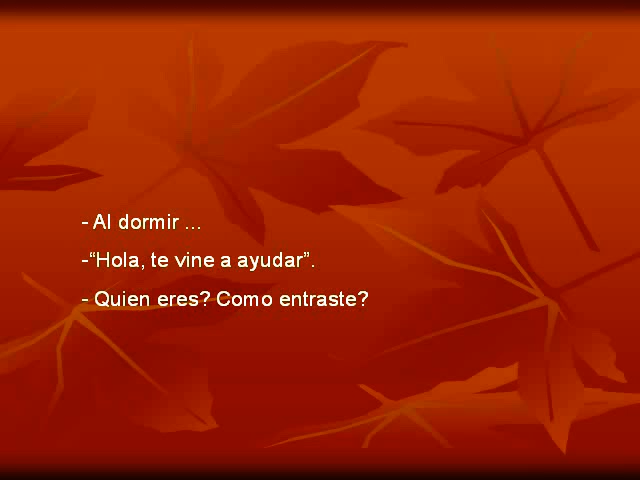 - Al dormir ...
-“Hola, te vine a ayudar”.
- Quien eres? Como entraste?